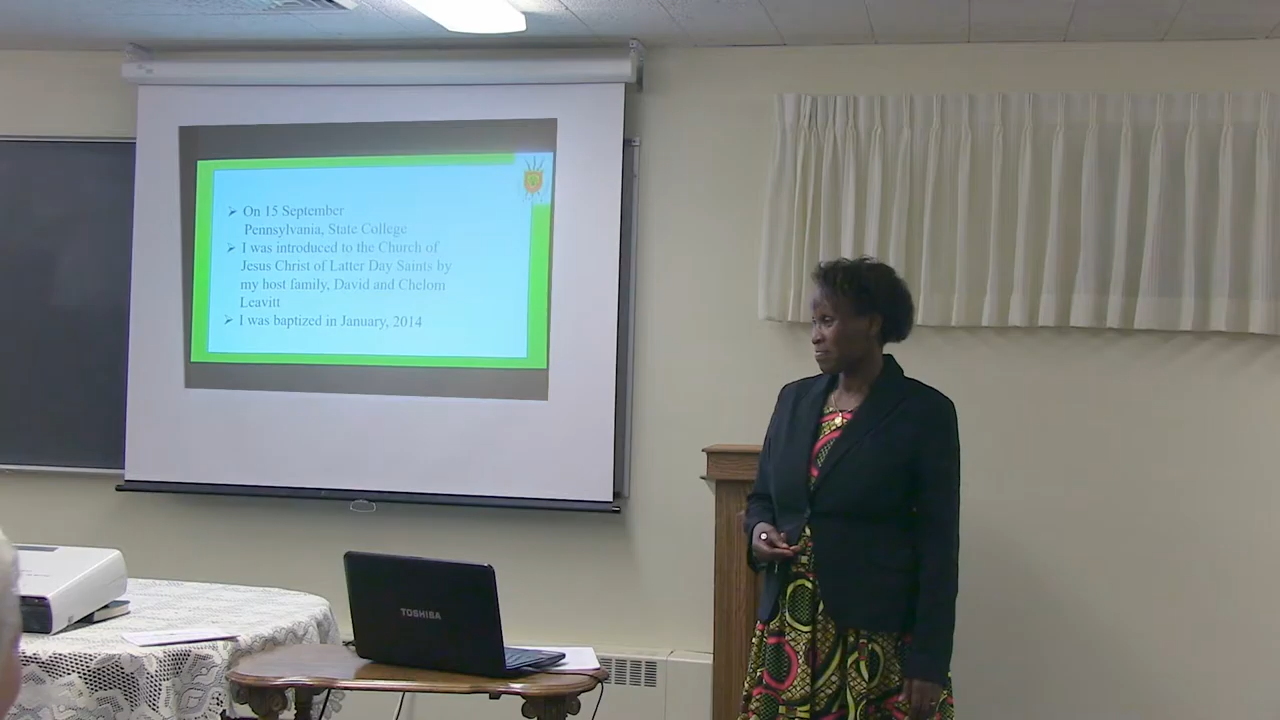 ➢ On 15 September
Pennsylvania, State College
➢ I was introduced to the Church of
Jesus Christ of Latter Day Saints by
my host family, David and Chelom
Leavitt
➢ I was baptized in January, 2014
TOSHIBA